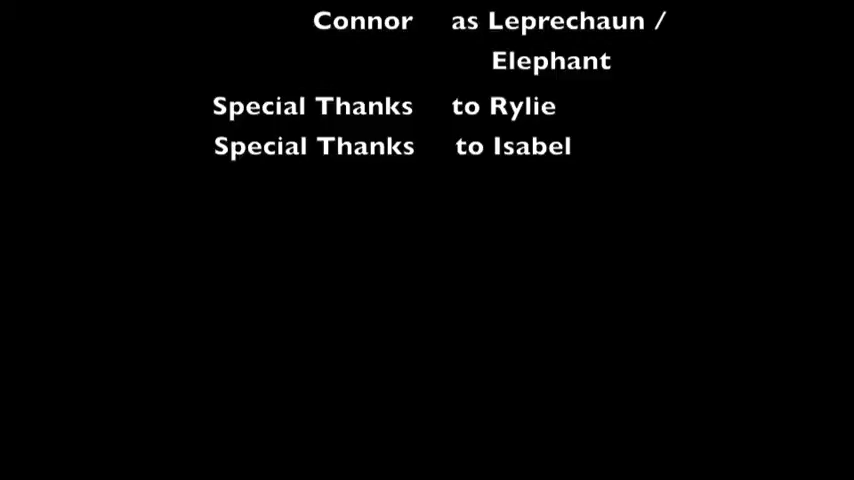 Connor as Leprechaun /
Elephant
Special Thanks to Rylie
Special Thanks to Isabel